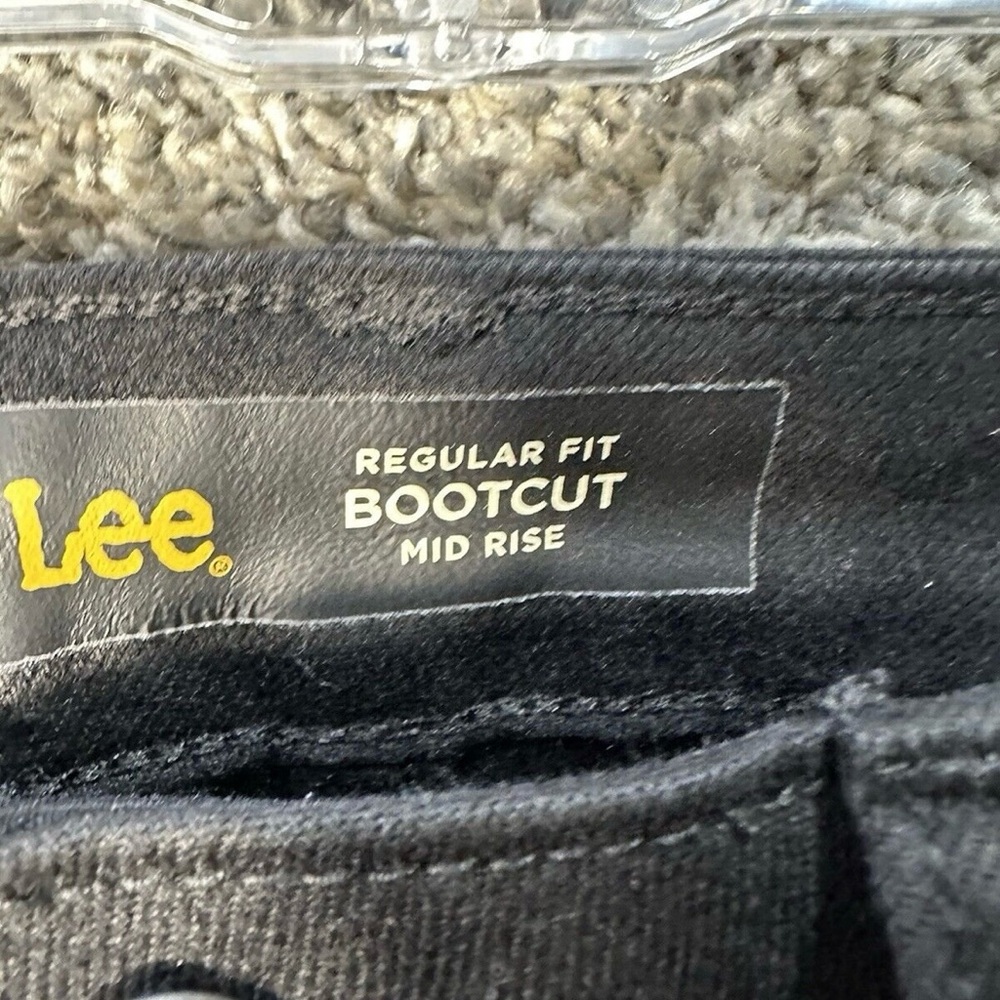 Lee®
REGULAR FIT
BOOTCUT
MID RISE